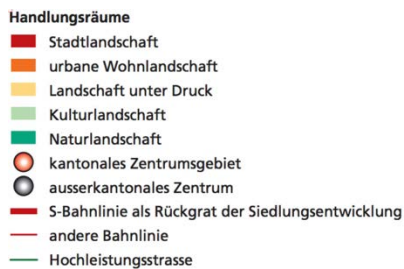 Handlungsräume
Stadtlandschaft
urbane Wohnlandschaft
Landschaft unter Druck
Kulturlandschaft
Naturlandschaft
kantonales Zentrumsgebiet
ausserkantonales Zentrum
S-Bahnlinie als Rückgrat der Siedlungsentwicklung
andere Bahnlinie
Hochleistungsstrasse